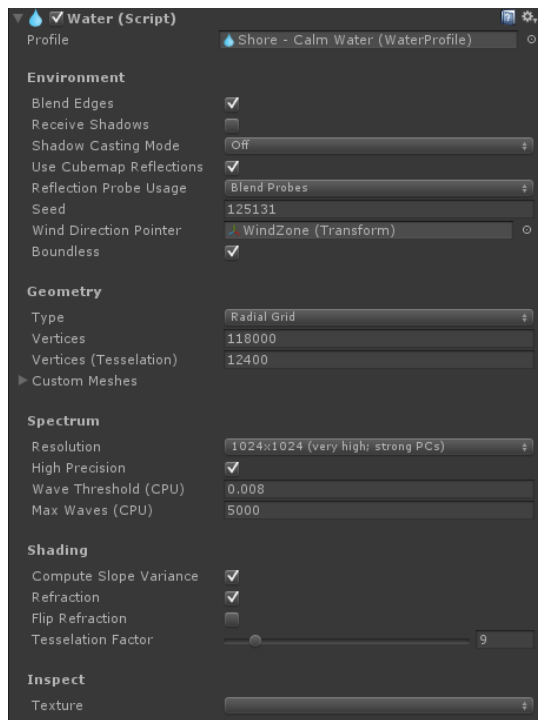 Water (Script)
Profile Shore - Calm Water (WaterProfile)
Environment
Blend Edges
Receive Shadows
Shadow Casting Mode Off
Use Cubemap Reflections
Reflection Probe Usage Blend Probes
Seed 125131
Wind Direction Pointer WindZone (Transform)
Boundless
Geometry
Type Radial Grid
Vertices 118000
Vertices (Tesselation) 12400
Custom Meshes
Spectrum
Resolution 1024x1024 (very high; strong PCs)
High Precision
Wave Threshold (CPU) 0.008
Max Waves (CPU) 5000
Shading
Compute Slope Variance
Refraction
Flip Refraction
Tesselation Factor 9
Inspect
Texture